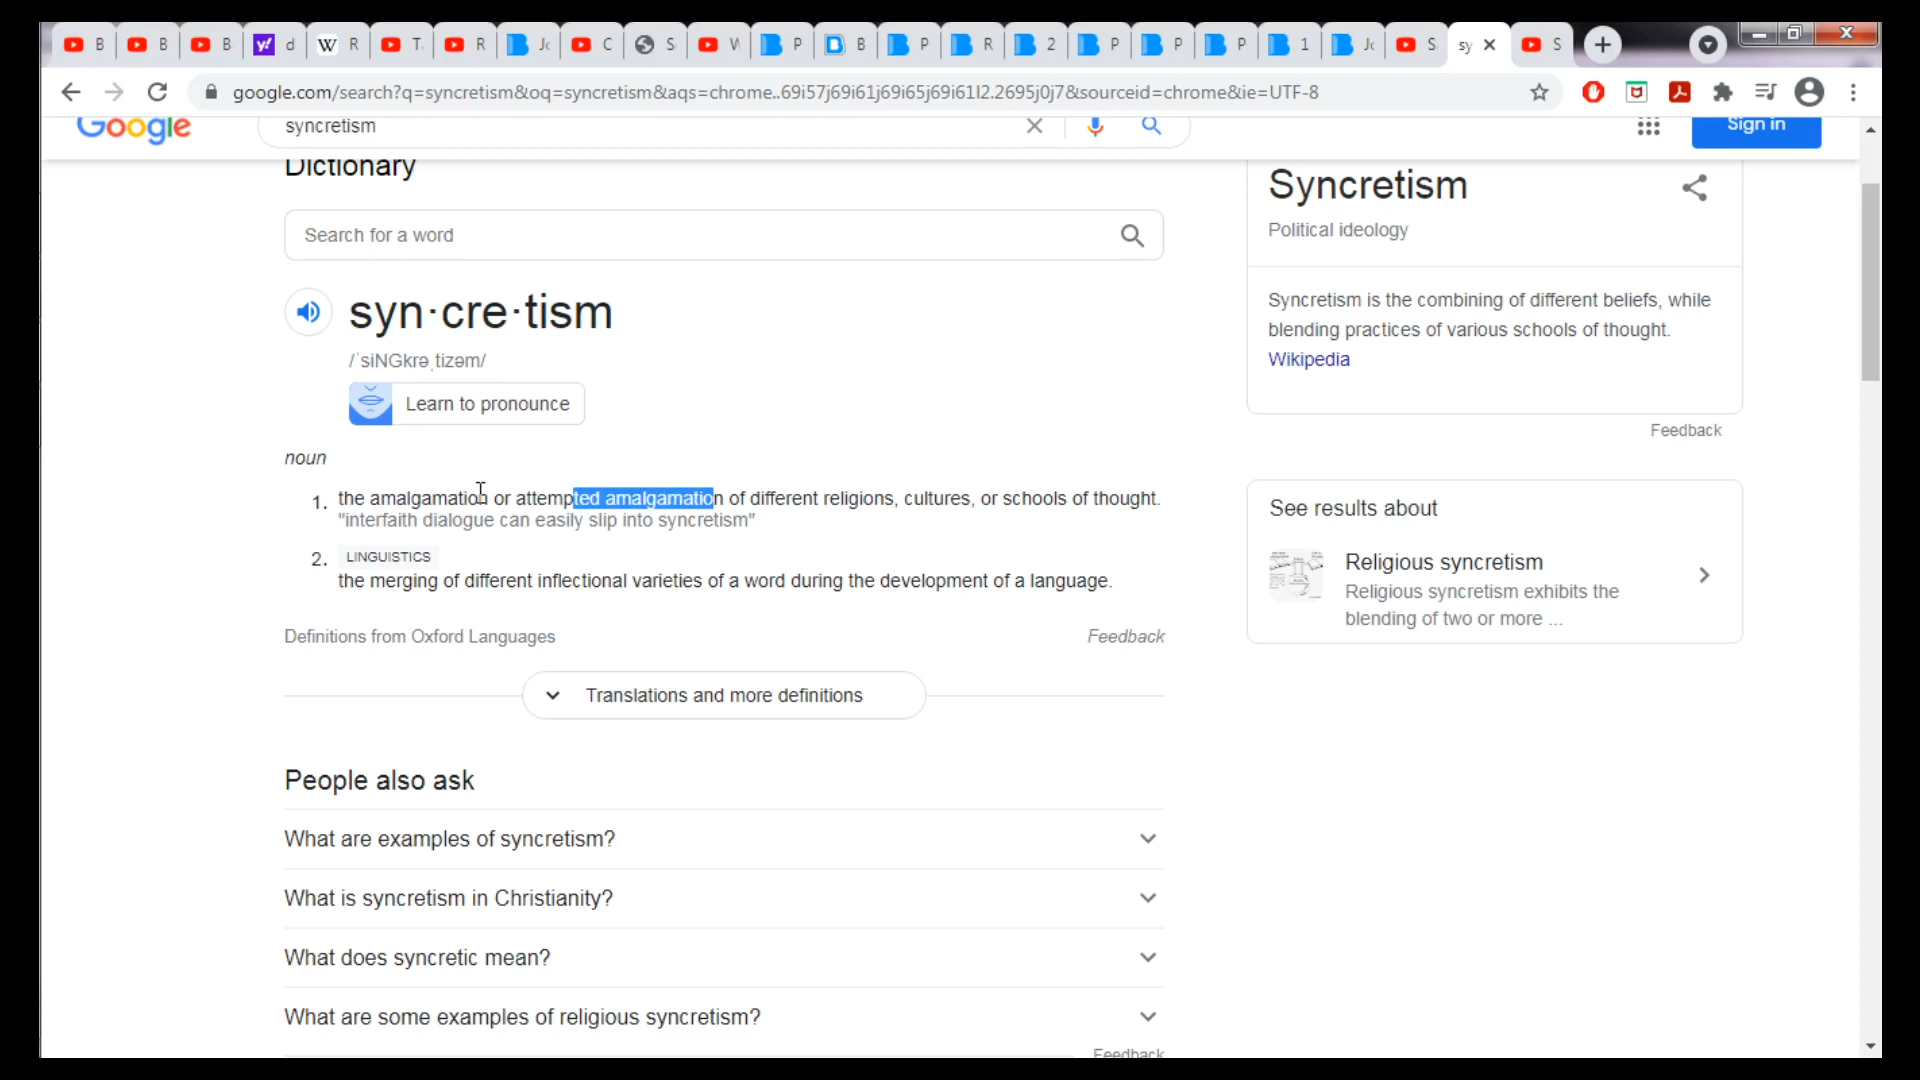 B B B d R T R Jc C S W P B P R 2 P P P 1 Jc S sy S
google.com/search?q=syncretism&oq=syncretism&aqs=chrome..69i57j69i61j69i65j69i61l2.2695j0j7&sourceid=chrome&ie=UTF-8
Google syncretism Sign in
Dictionary
Search for a word
syn·cre·tism
/ˈsiNGkrəˌtizəm/
Learn to pronounce
noun
1. the amalgamation or attempted amalgamation of different religions, cultures, or schools of thought.
"interfaith dialogue can easily slip into syncretism"
2. LINGUISTICS
the merging of different inflectional varieties of a word during the development of a language.
Definitions from Oxford Languages Feedback
Translations and more definitions
People also ask
What are examples of syncretism?
What is syncretism in Christianity?
What does syncretic mean?
What are some examples of religious syncretism?
Feedback
Syncretism
Political ideology
Syncretism is the combining of different beliefs, while
blending practices of various schools of thought.
Wikipedia
Feedback
See results about
Religious syncretism
Religious syncretism exhibits the
blending of two or more ...